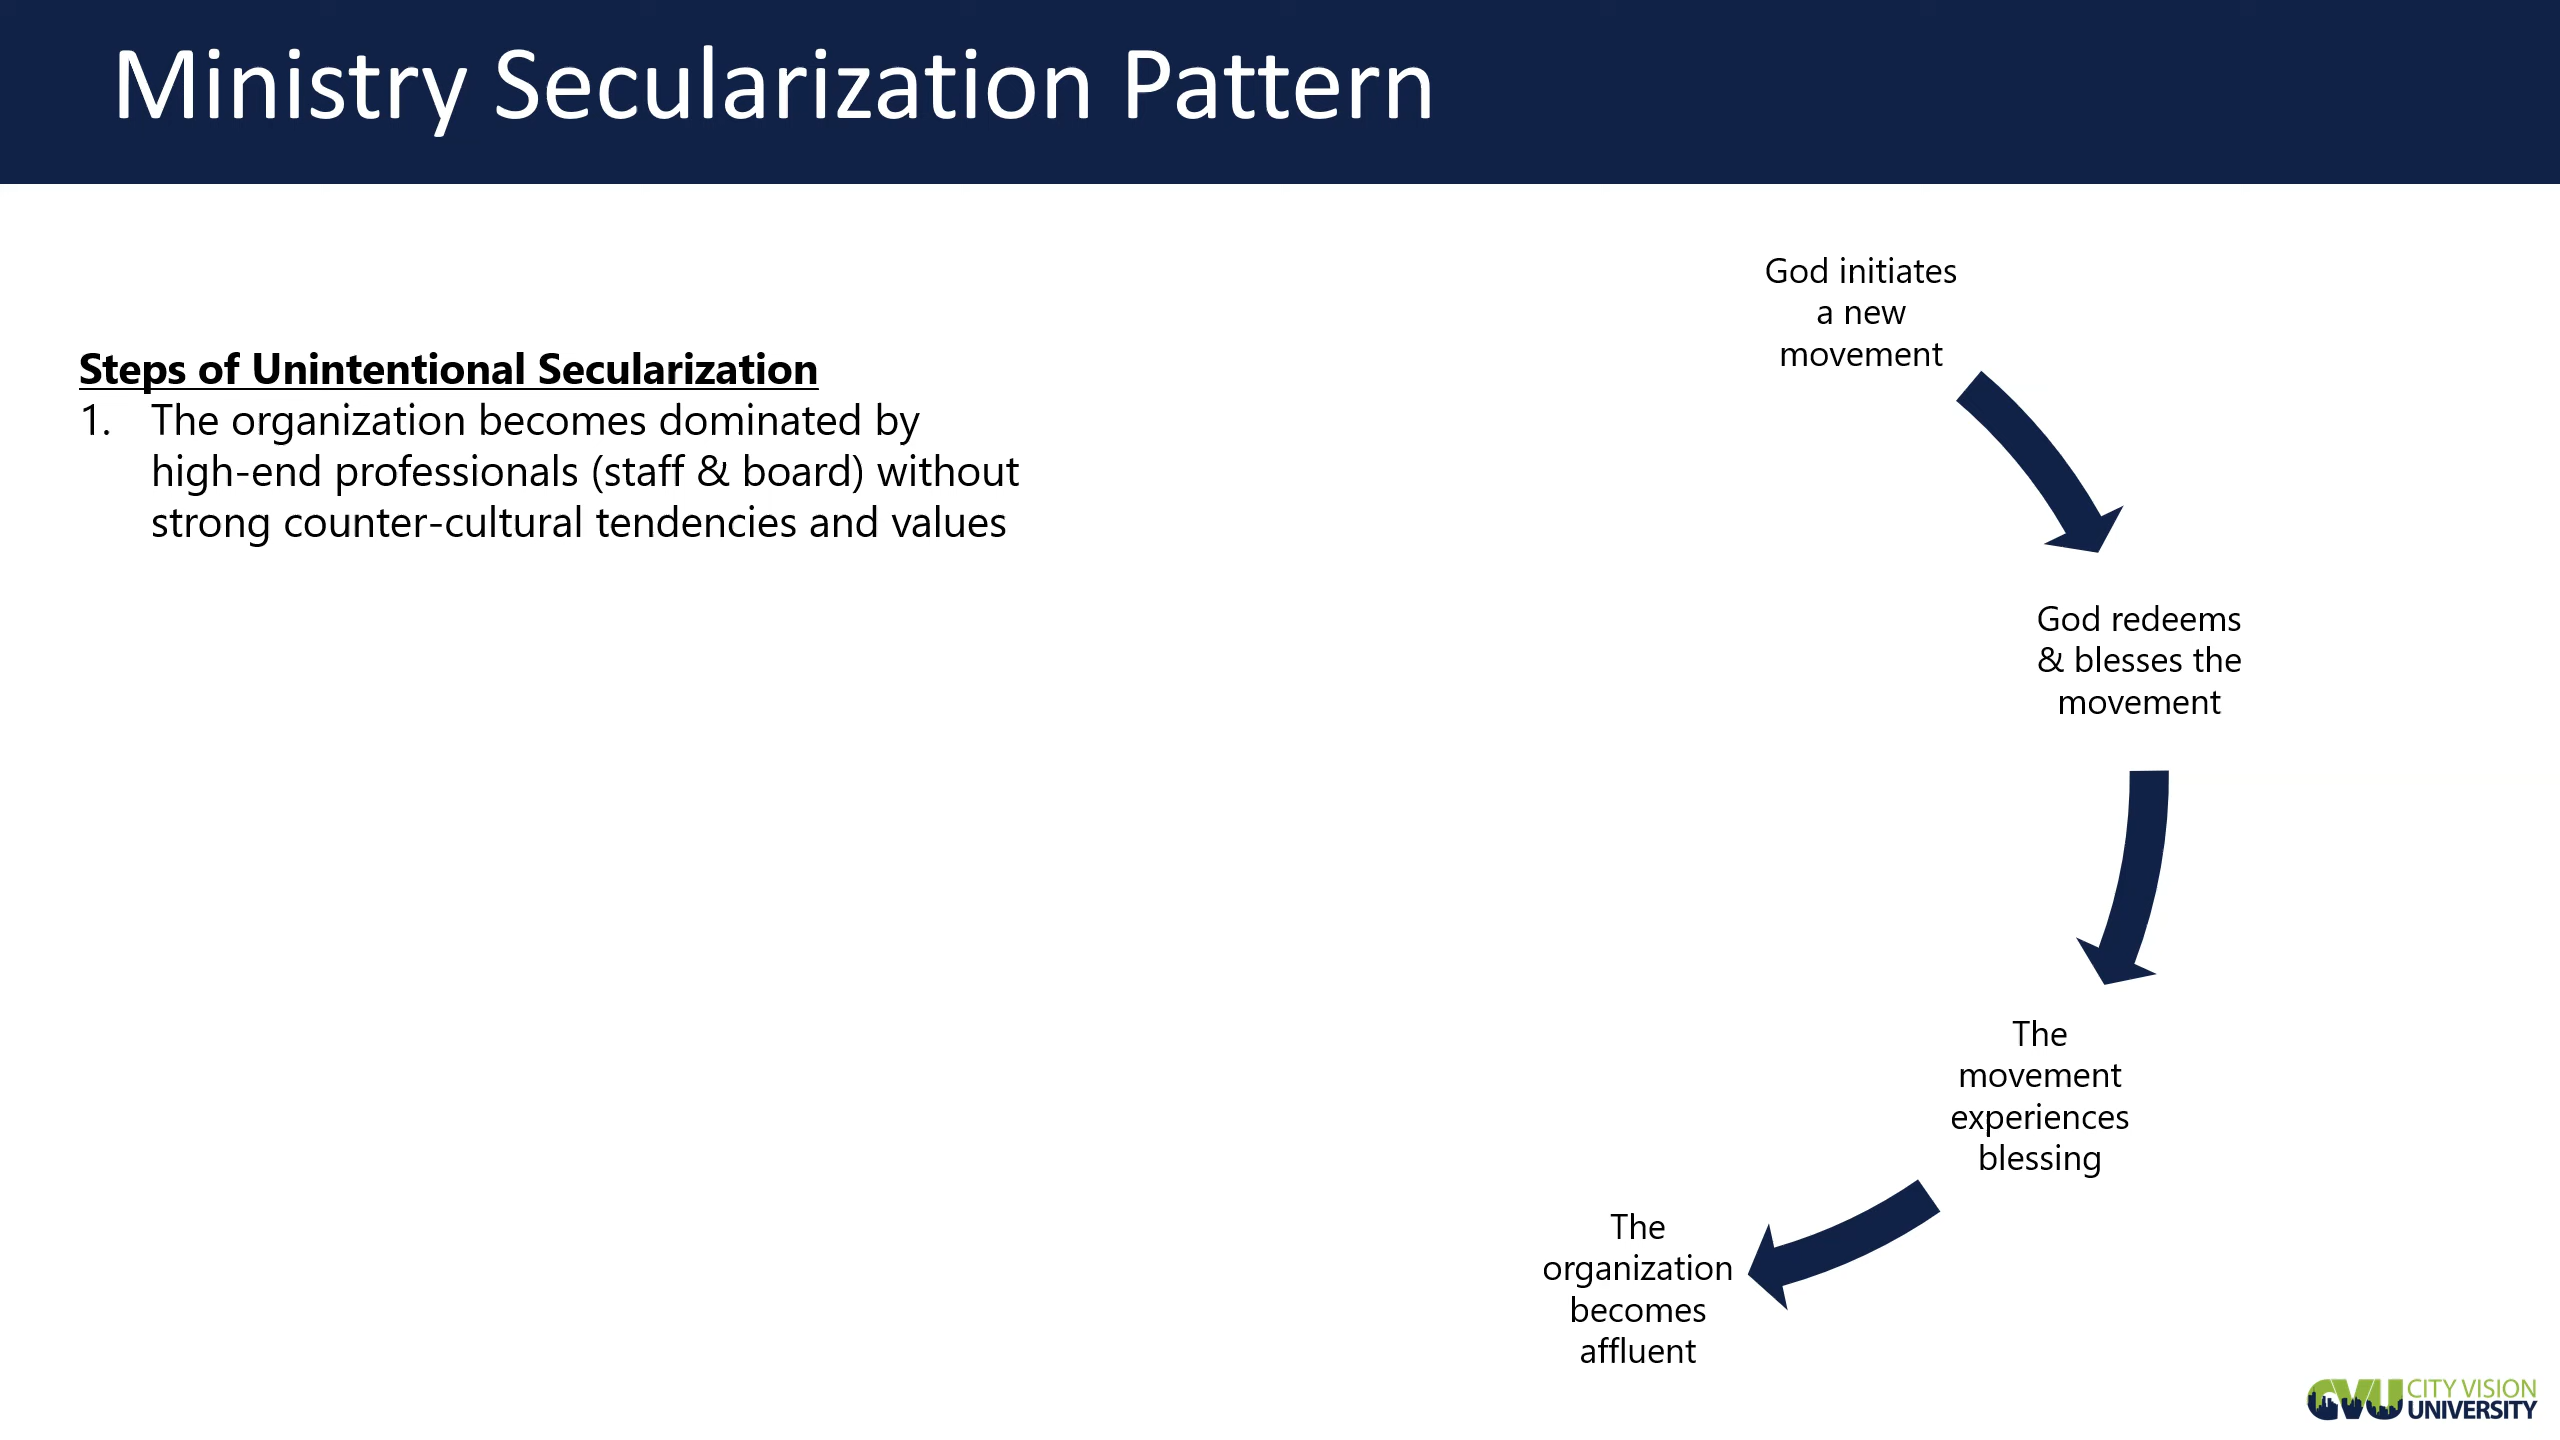 Ministry Secularization Pattern
Steps of Unintentional Secularization
1. The organization becomes dominated by
high-end professionals (staff & board) without
strong counter-cultural tendencies and values
God initiates
a new
movement
God redeems
& blesses the
movement
The
movement
experiences
blessing
The
organization
becomes
affluent
CVU CITY VISION
UNIVERSITY